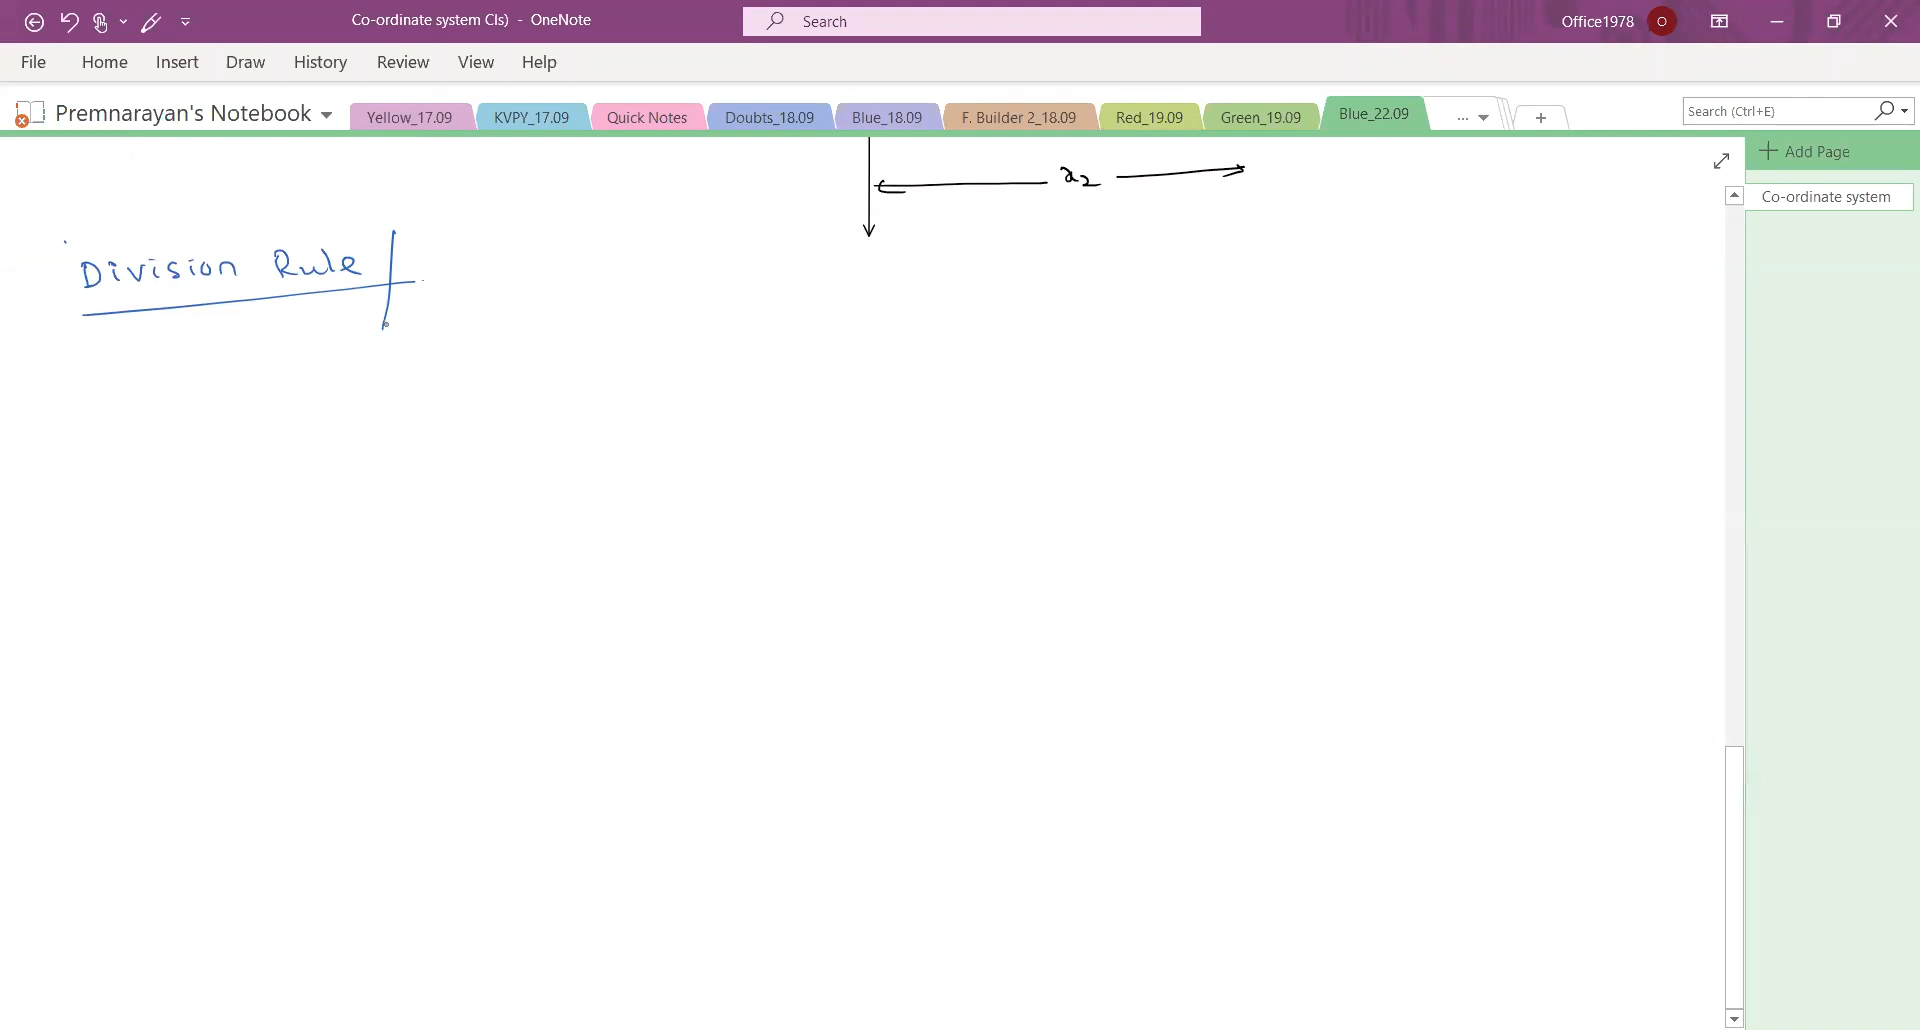 Co-ordinate system Cls) - OneNote
Search
Office1978
O
File Home Insert Draw History Review View Help
Premnarayan's Notebook
Yellow_17.09
KVPY_17.09
Quick Notes
Doubts_18.09
Blue_18.09
F. Builder 2_18.09
Red_19.09
Green_19.09
Blue_22.09
...
Search (Ctrl+E)
Add Page
Co-ordinate system
x2
Division Rule